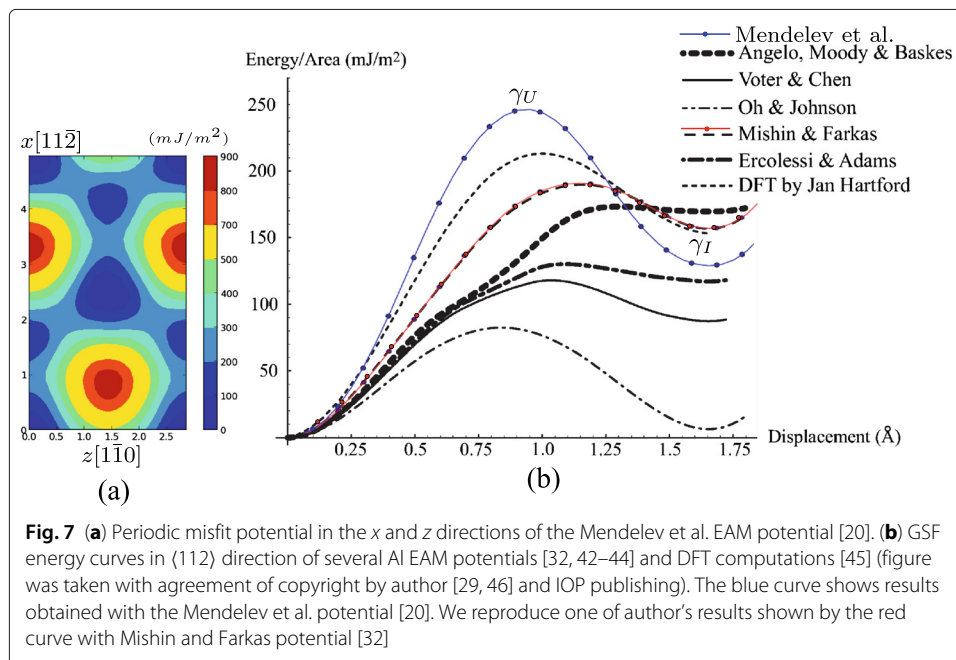 Mendelev et al.
Angelo, Moody & Baskes
Voter & Chen
Oh & Johnson
Mishin & Farkas
Ercolessi & Adams
DFT by Jan Hartford
Energy/Area (mJ/m²)
250
200
150
100
50
γU
γI
0.25 0.5 0.75 1.0 1.25 1.5 1.75
Displacement (Å)
(b)
x[112̄]
(mJ/m²)
900
800
700
600
500
400
300
200
100
0
4
3
2
1
0
0.0 0.5 1.0 1.5 2.0 2.5
z[11̄0]
(a)
Fig. 7 (a) Periodic misfit potential in the x and z directions of the Mendelev et al. EAM potential [20]. (b) GSF
energy curves in ⟨112⟩ direction of several Al EAM potentials [32, 42–44] and DFT computations [45] (figure
was taken with agreement of copyright by author [29, 46] and IOP publishing). The blue curve shows results
obtained with the Mendelev et al. potential [20]. We reproduce one of author's results shown by the red
curve with Mishin and Farkas potential [32]